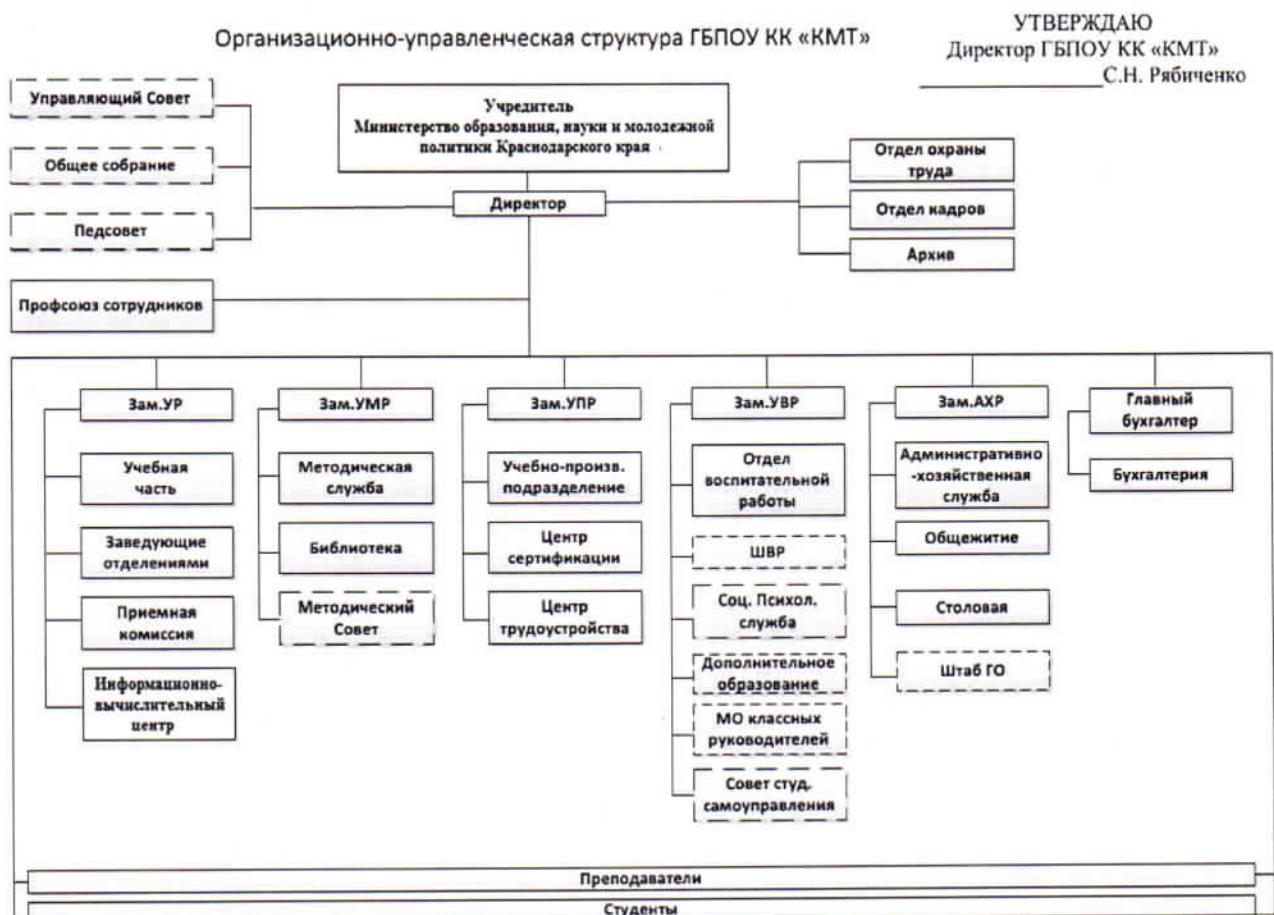 Организационно-управленческая структура ГБПОУ КК «КМТ»
УТВЕРЖДАЮ
Директор ГБПОУ КК «КМТ»
С.Н. Рябиченко
Управляющий Совет
Общее собрание
Педсовет
Профсоюз сотрудников
Учредитель
Министерство образования, науки и молодежной
политики Краснодарского края
Директор
Отдел охраны
труда
Отдел кадров
Архив
Зам.УР
Учебная
часть
Заведующие
отделениями
Приемная
комиссия
Информационно-
вычислительный
центр
Зам.УМР
Методическая
служба
Библиотека
Методический
Совет
Зам.УПР
Учебно-произв.
подразделение
Центр
сертификации
Центр
трудоустройства
Зам.УВР
Отдел
воспитательной
работы
ШВР
Соц. Психол.
служба
Дополнительное
образование
МО классных
руководителей
Совет студ.
самоуправления
Зам.АХР
Административно
-хозяйственная
служба
Общежитие
Столовая
Штаб ГО
Главный
бухгалтер
Бухгалтерия
Преподаватели
Студенты